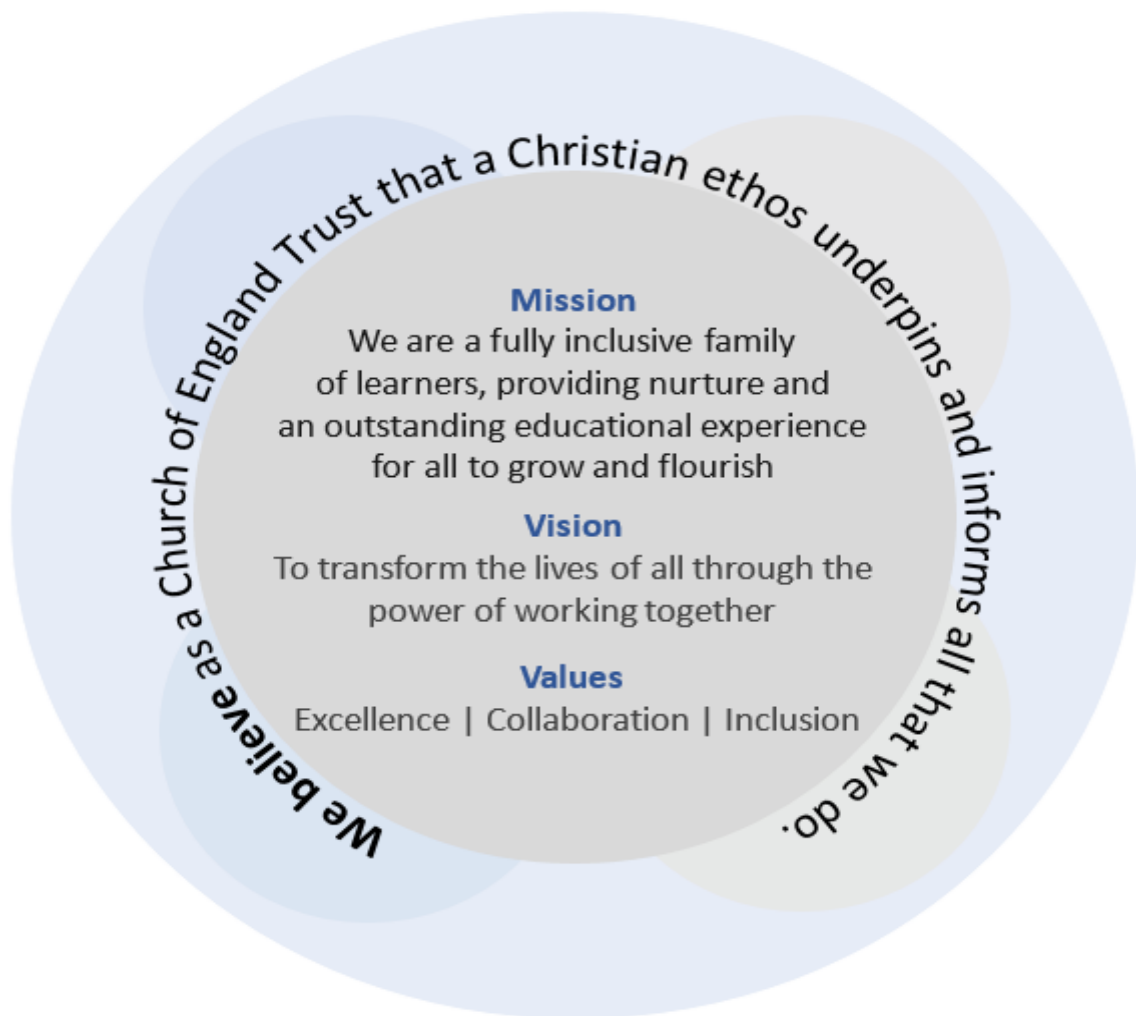 We believe as a Church of England Trust that a Christian ethos underpins and informs all that we do.
Mission
We are a fully inclusive family
of learners, providing nurture and
an outstanding educational experience
for all to grow and flourish
Vision
To transform the lives of all through the
power of working together
Values
Excellence | Collaboration | Inclusion